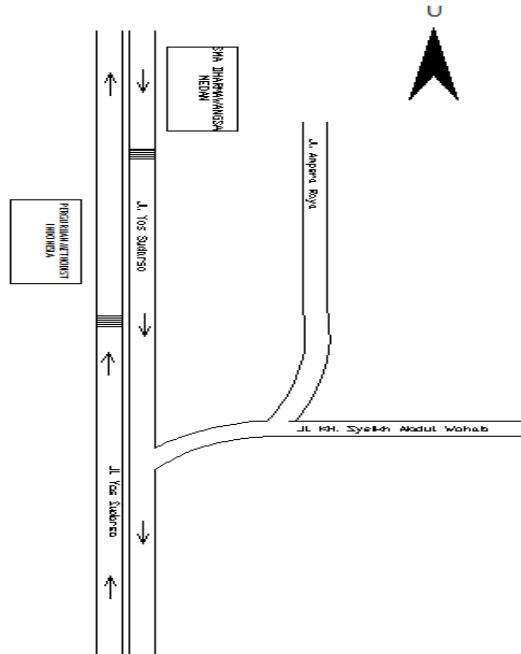 U
SMA DHARMAWANGSA
MEDAN
Jl. Ampera Raya
PERGURUAN METHODIST
INDONESIA
Jl. Yos Sudarso
JL KH. Syeikh Abdul Wahab
Jl Yos Sudarso